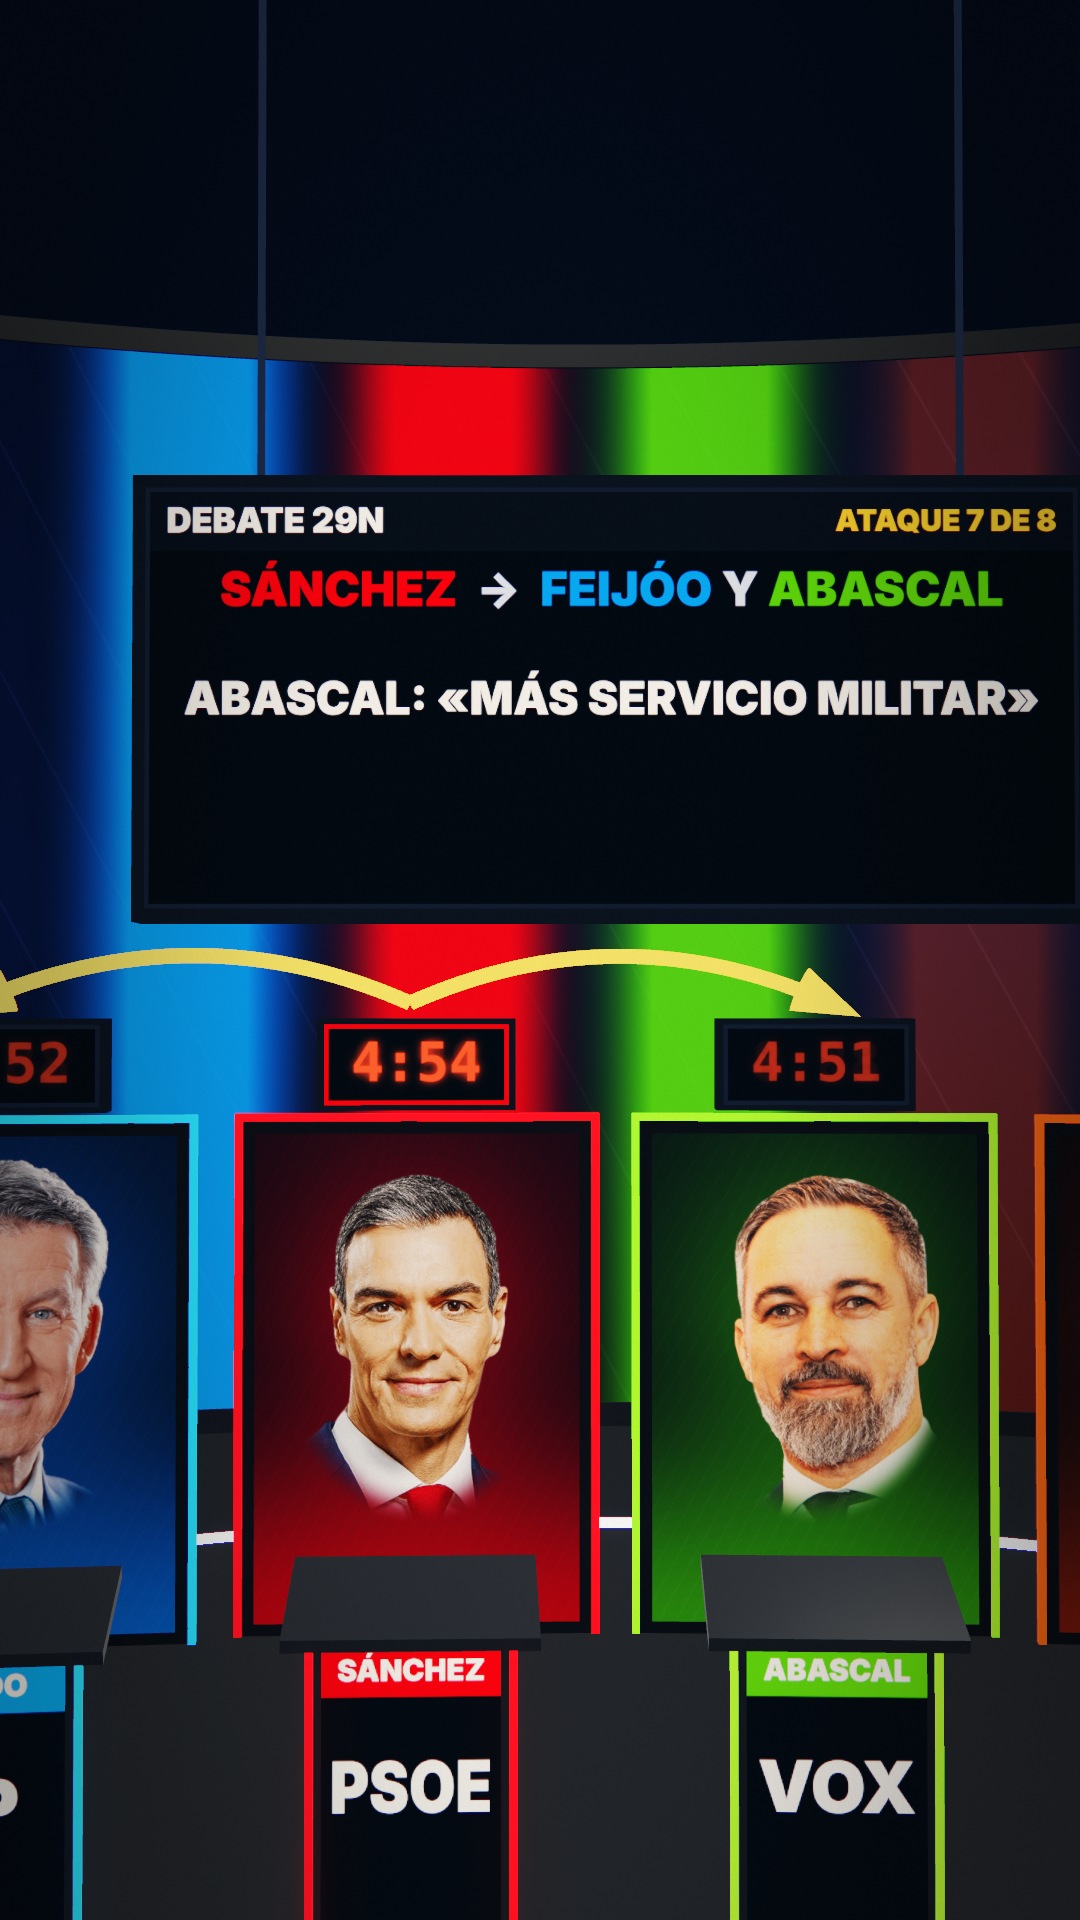 DEBATE 29N
ATAQUE 7 DE 8
SÁNCHEZ → FEIJÓO Y ABASCAL
ABASCAL: «MÁS SERVICIO MILITAR»
52
4:54
4:51
SÁNCHEZ
ABASCAL
PSOE
VOX